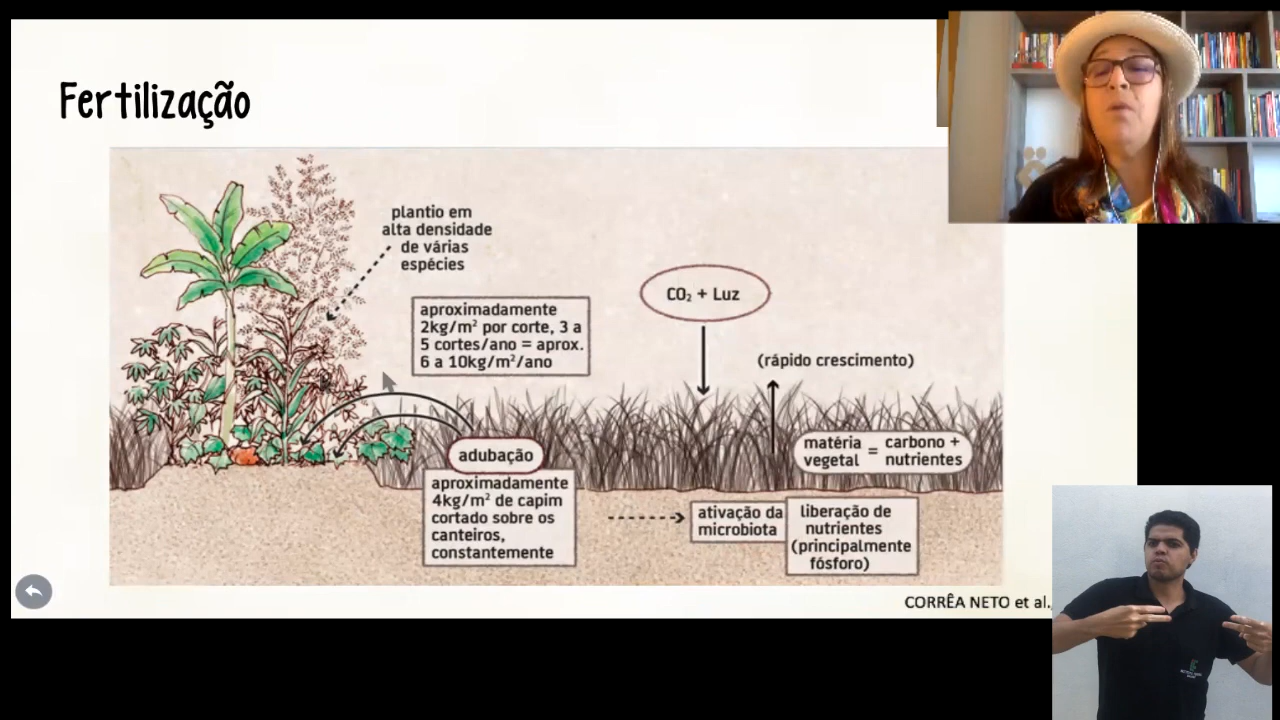 Fertilização
plantio em
alta densidade
de várias
espécies
aproximadamente
2kg/m² por corte, 3 a
5 cortes/ano = aprox.
6 a 10kg/m²/ano
CO₂ + Luz
(rápido crescimento)
matéria vegetal = carbono + nutrientes
adubação
aproximadamente
4kg/m² de capim
cortado sobre os
canteiros,
constantemente
ativação da
microbiota
liberação de
nutrientes
(principalmente
fósforo)
CORRÊA NETO et al.,